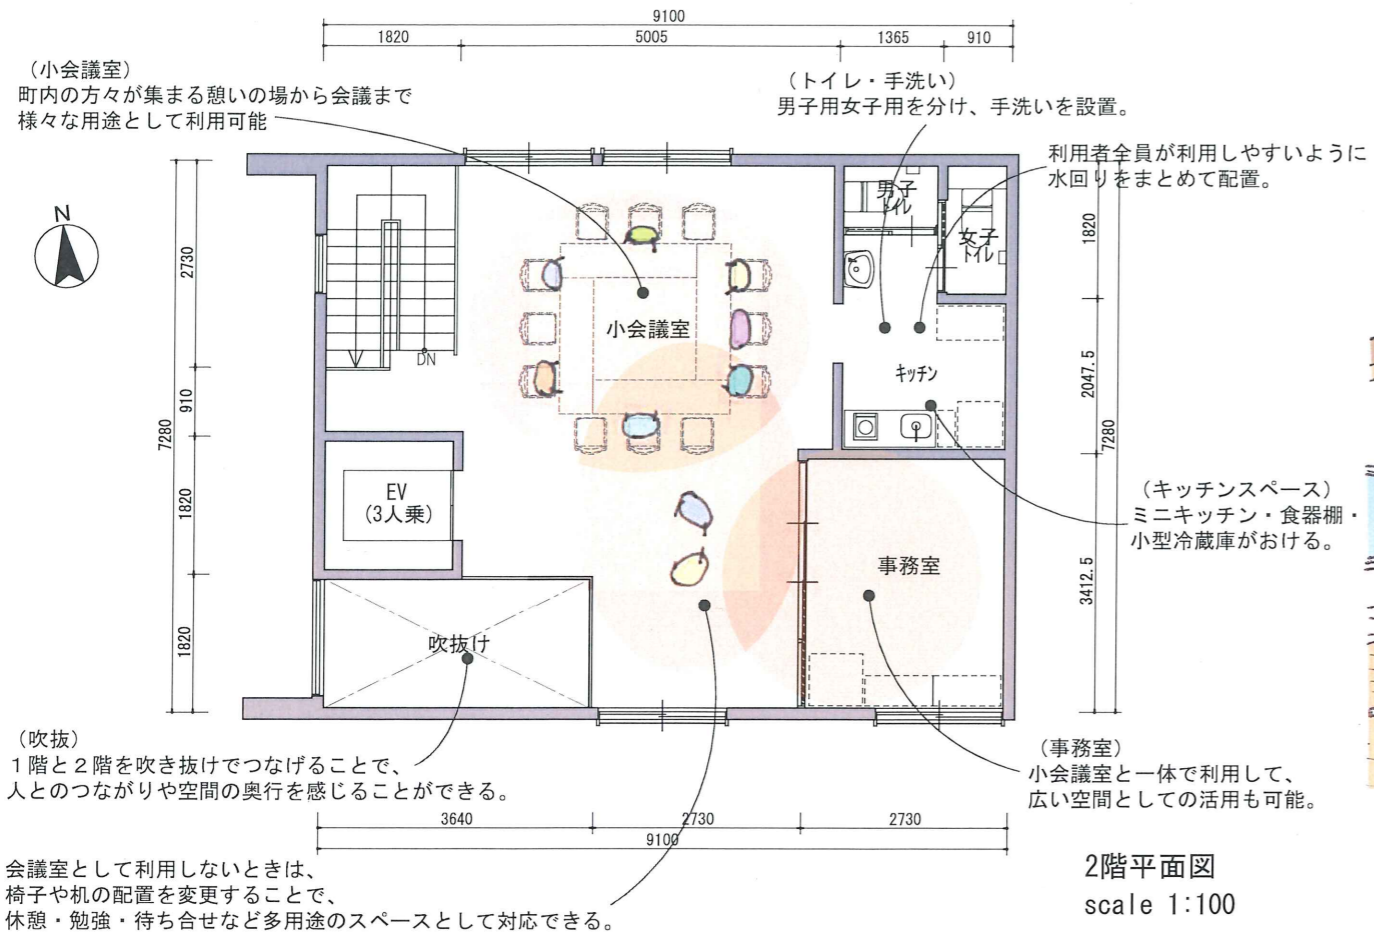 9100
1820
5005
1365
910
（小会議室）
町内の方々が集まる憩いの場から会議まで
様々な用途として利用可能
（トイレ・手洗い）
男子用女子用を分け、手洗いを設置。
利用者全員が利用しやすいように
水回りをまとめて配置。
N
男子
トイレ
女子
トイレ
2730
910
1820
1820
7280
1820
2047.5
3412.5
7280
小会議室
DN
キッチン
EV
(3人乗)
（キッチンスペース）
ミニキッチン・食器棚・
小型冷蔵庫がおける。
事務室
吹抜け
（吹抜）
１階と２階を吹き抜けでつなげることで、
人とのつながりや空間の奥行を感じることができる。
（事務室）
小会議室と一体で利用して、
広い空間としての活用も可能。
3640
2730
2730
9100
会議室として利用しないときは、
椅子や机の配置を変更することで、
休憩・勉強・待ち合せなど多用途のスペースとして対応できる。
2階平面図
scale 1:100